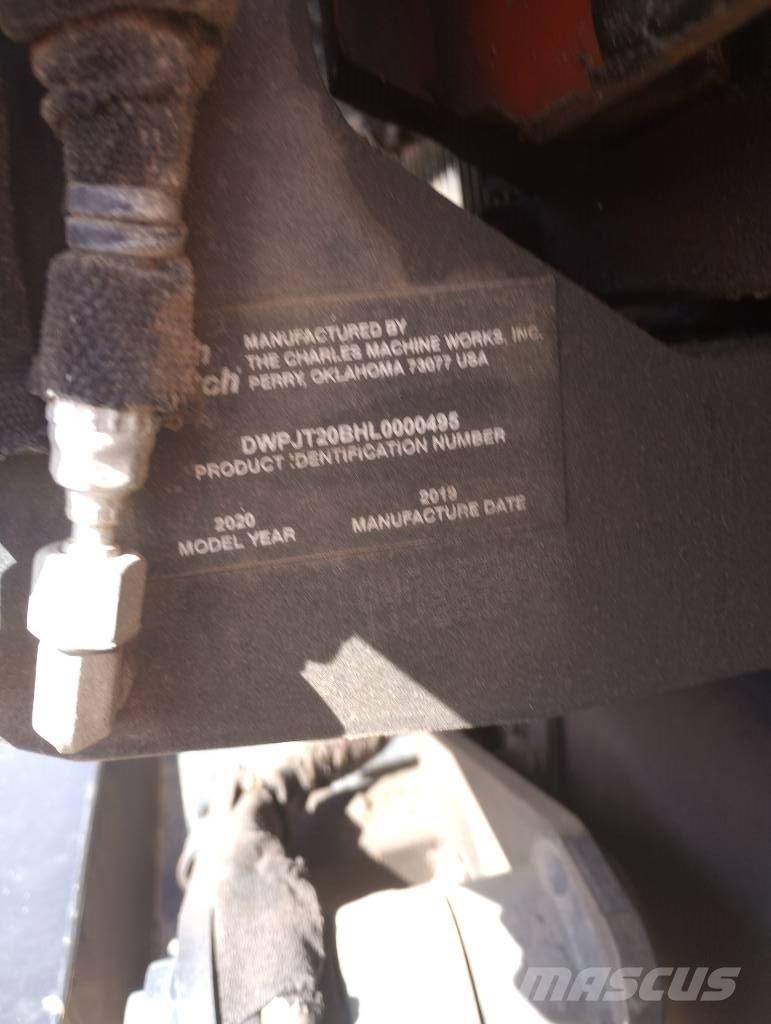 MANUFACTURED BY
THE CHARLES MACHINE WORKS, INC.
PERRY, OKLAHOMA 73077 USA
DWPJT20BHL0000495
PRODUCT IDENTIFICATION NUMBER
2020
MODEL YEAR
2019
MANUFACTURE DATE
MASCUS